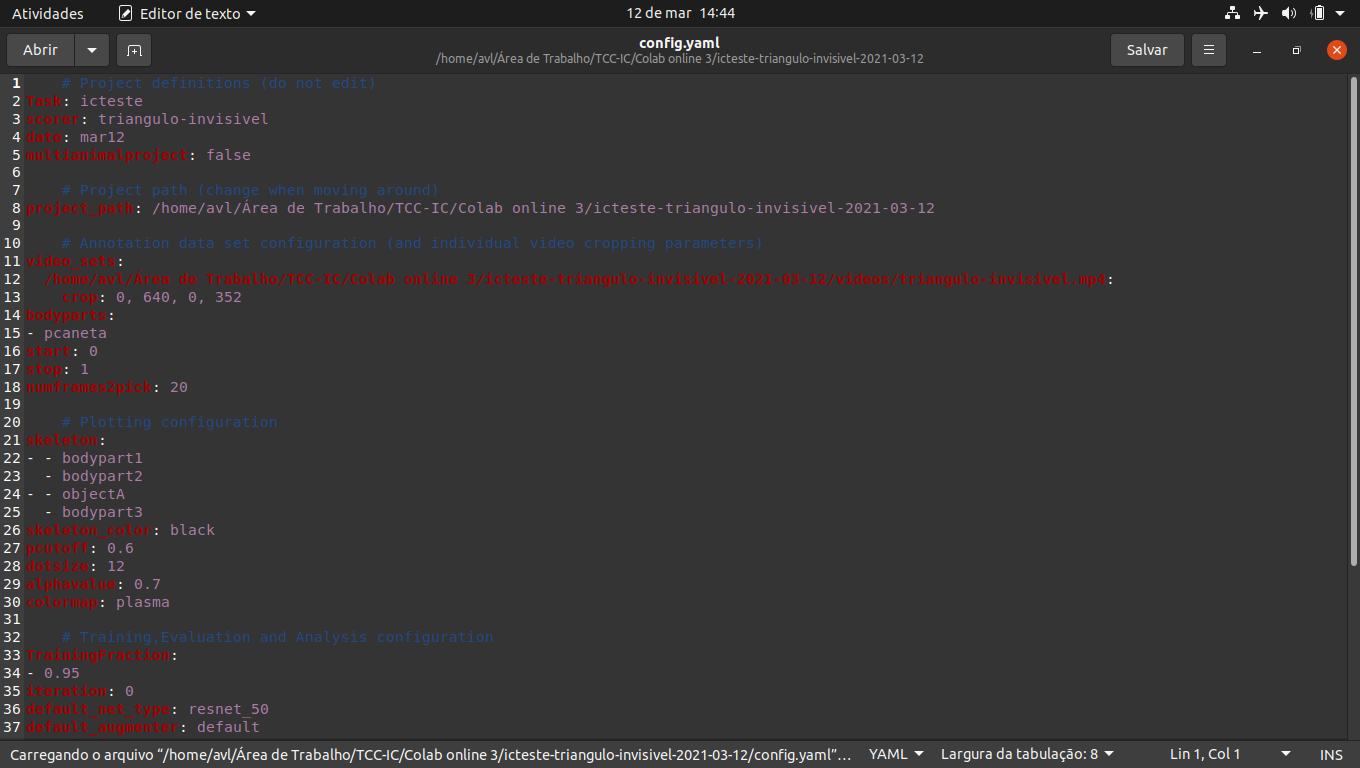 Atividades Editor de texto 12 de mar 14:44
Abrir config.yaml Salvar
/home/avl/Área de Trabalho/TCC-IC/Colab online 3/icteste-triangulo-invisivel-2021-03-12
1 # Project definitions (do not edit)
2 Task: icteste
3 scorer: triangulo-invisivel
4 date: mar12
5 multianimalproject: false
6
7 # Project path (change when moving around)
8 project_path: /home/avl/Área de Trabalho/TCC-IC/Colab online 3/icteste-triangulo-invisivel-2021-03-12
9
10 # Annotation data set configuration (and individual video cropping parameters)
11 video_sets:
12 /home/avl/Área de Trabalho/TCC-IC/Colab online 3/icteste-triangulo-invisivel-2021-03-12/videos/triangulo-invisivel.mp4:
13 crop: 0, 640, 0, 352
14 bodyparts:
15 - pcaneta
16 start: 0
17 stop: 1
18 numframes2pick: 20
19
20 # Plotting configuration
21 skeleton:
22 - - bodypart1
23 - bodypart2
24 - - objectA
25 - bodypart3
26 skeleton_color: black
27 pcutoff: 0.6
28 dotsize: 12
29 alphavalue: 0.7
30 colormap: plasma
31
32 # Training,Evaluation and Analysis configuration
33 TrainingFraction:
34 - 0.95
35 iteration: 0
36 default_net_type: resnet_50
37 default_augmenter: default
Carregando o arquivo “/home/avl/Área de Trabalho/TCC-IC/Colab online 3/icteste-triangulo-invisivel-2021-03-12/config.yaml”… YAML Largura da tabulação: 8 Lin 1, Col 1 INS